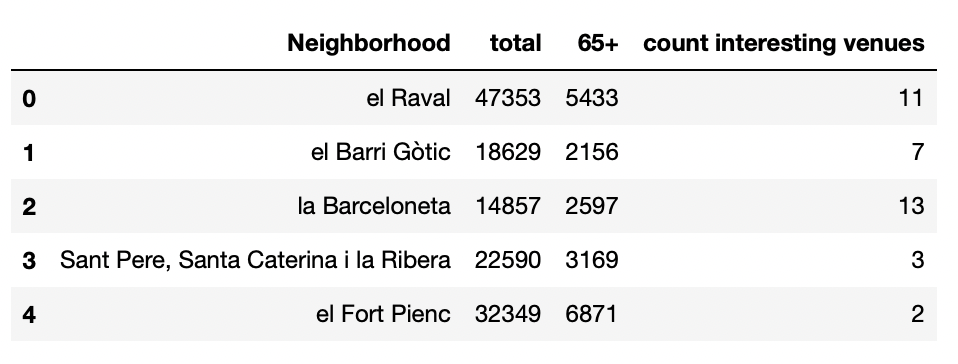 Neighborhood total 65+ count interesting venues
0 el Raval 47353 5433 11
1 el Barri Gòtic 18629 2156 7
2 la Barceloneta 14857 2597 13
3 Sant Pere, Santa Caterina i la Ribera 22590 3169 3
4 el Fort Pienc 32349 6871 2